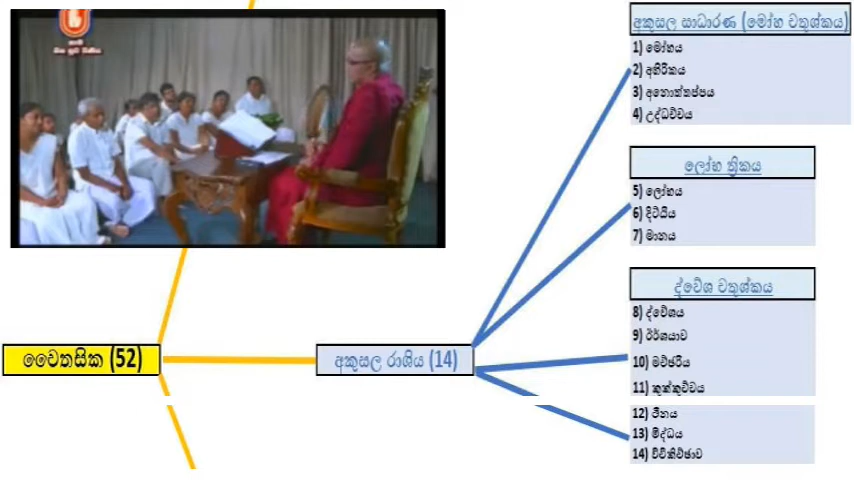 අකුසල සාධාරණ (මෝහ චතුශ්කය)
1) මෝහය
2) අහිරිකය
3) අනොත්තප්පය
4) උද්ධච්චය
ලෝභ ත්‍රිකය
5) ලෝභය
6) දිට්ඨිය
7) මානය
ද්වේශ චතුශ්කය
8) ද්වේශය
9) ඊර්ශයාව
10) මච්ඡරිය
11) කුක්කුච්චය
12) ථීනය
13) මිද්ධය
14) විචිකිච්ඡාව
චෛතසික (52)
අකුසල රාශිය (14)